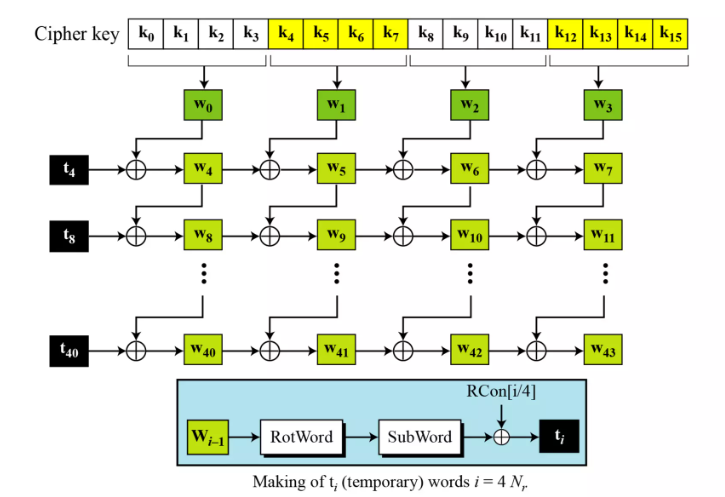 Cipher key k₀ k₁ k₂ k₃ k₄ k₅ k₆ k₇ k₈ k₉ k₁₀ k₁₁ k₁₂ k₁₃ k₁₄ k₁₅
w₀ w₁ w₂ w₃
t₄ w₄ w₅ w₆ w₇
t₈ w₈ w₉ w₁₀ w₁₁
t₄₀ w₄₀ w₄₁ w₄₂ w₄₃
RCon[i/4]
Wᵢ₋₁ RotWord SubWord tᵢ
Making of tᵢ (temporary) words i = 4 Nᵣ